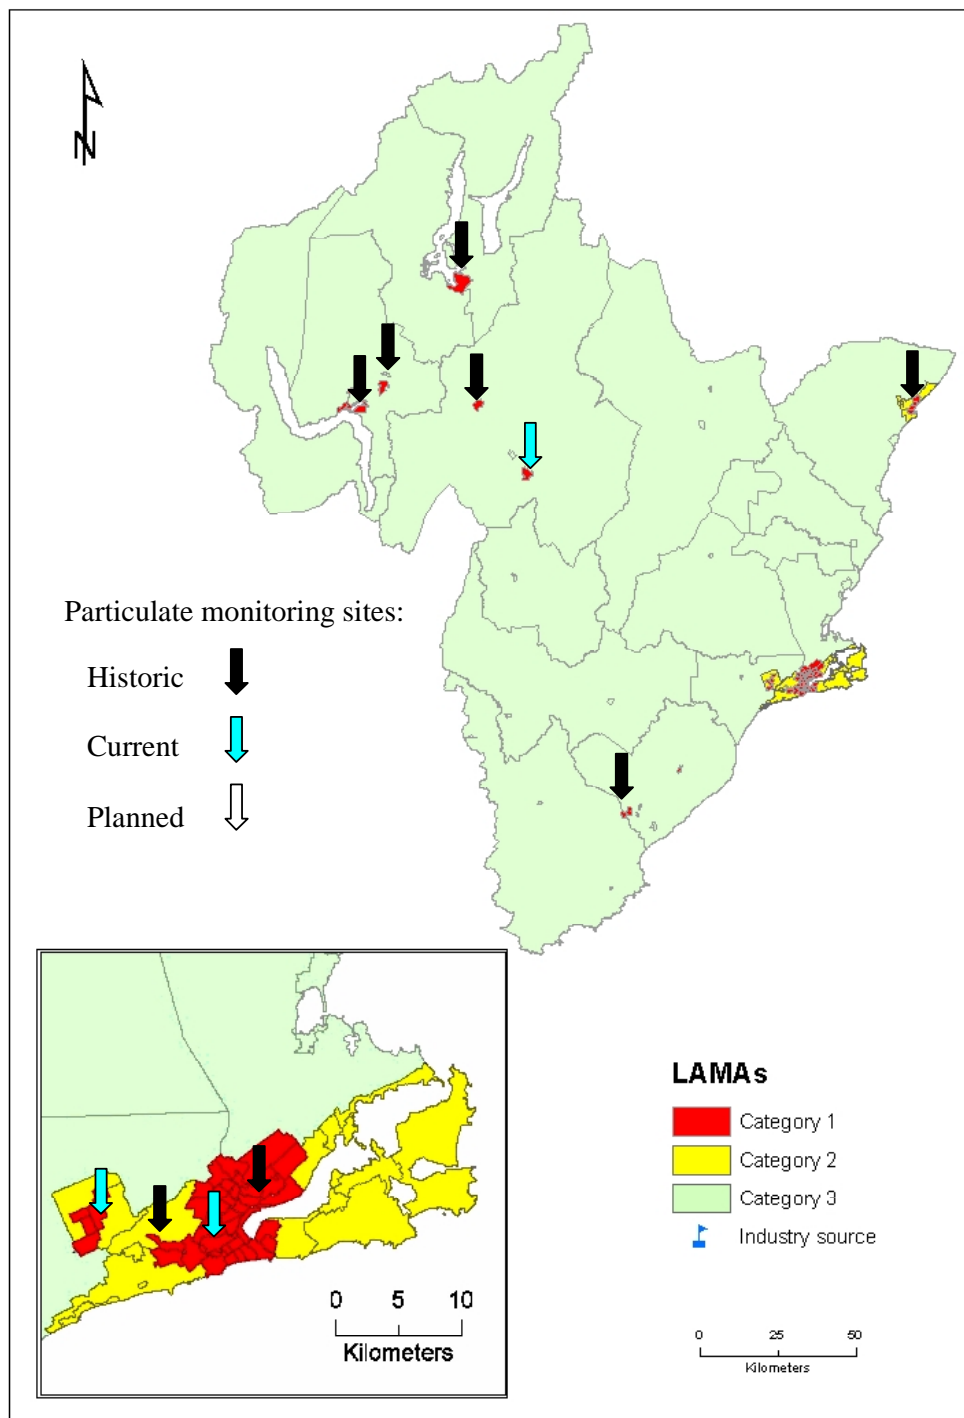 N
Particulate monitoring sites:
Historic
Current
Planned
0 5 10
Kilometers
LAMAs
Category 1
Category 2
Category 3
Industry source
0 25 50
Kilometers